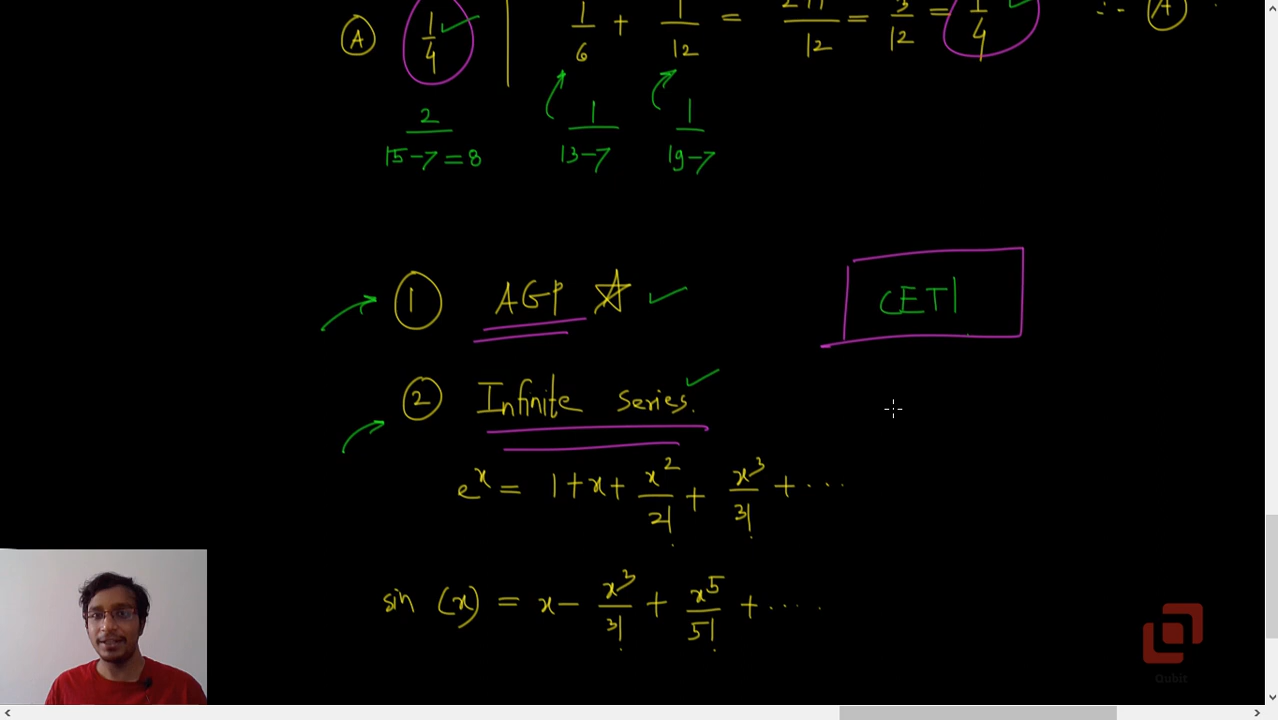 A 1/4 ✓ | 1/6 + 1/12 = 2+1/12 = 3/12 = 1/4 ✓ ∴ - A
2/15-7=8 1/13-7 1/19-7
1 AGP ☆ ✓ CET
2 Infinite series. ✓
e^x = 1+x+ x^2/2! + x^3/3! + ...
sin (x) = x - x^3/3! + x^5/5! + ....
Qubit